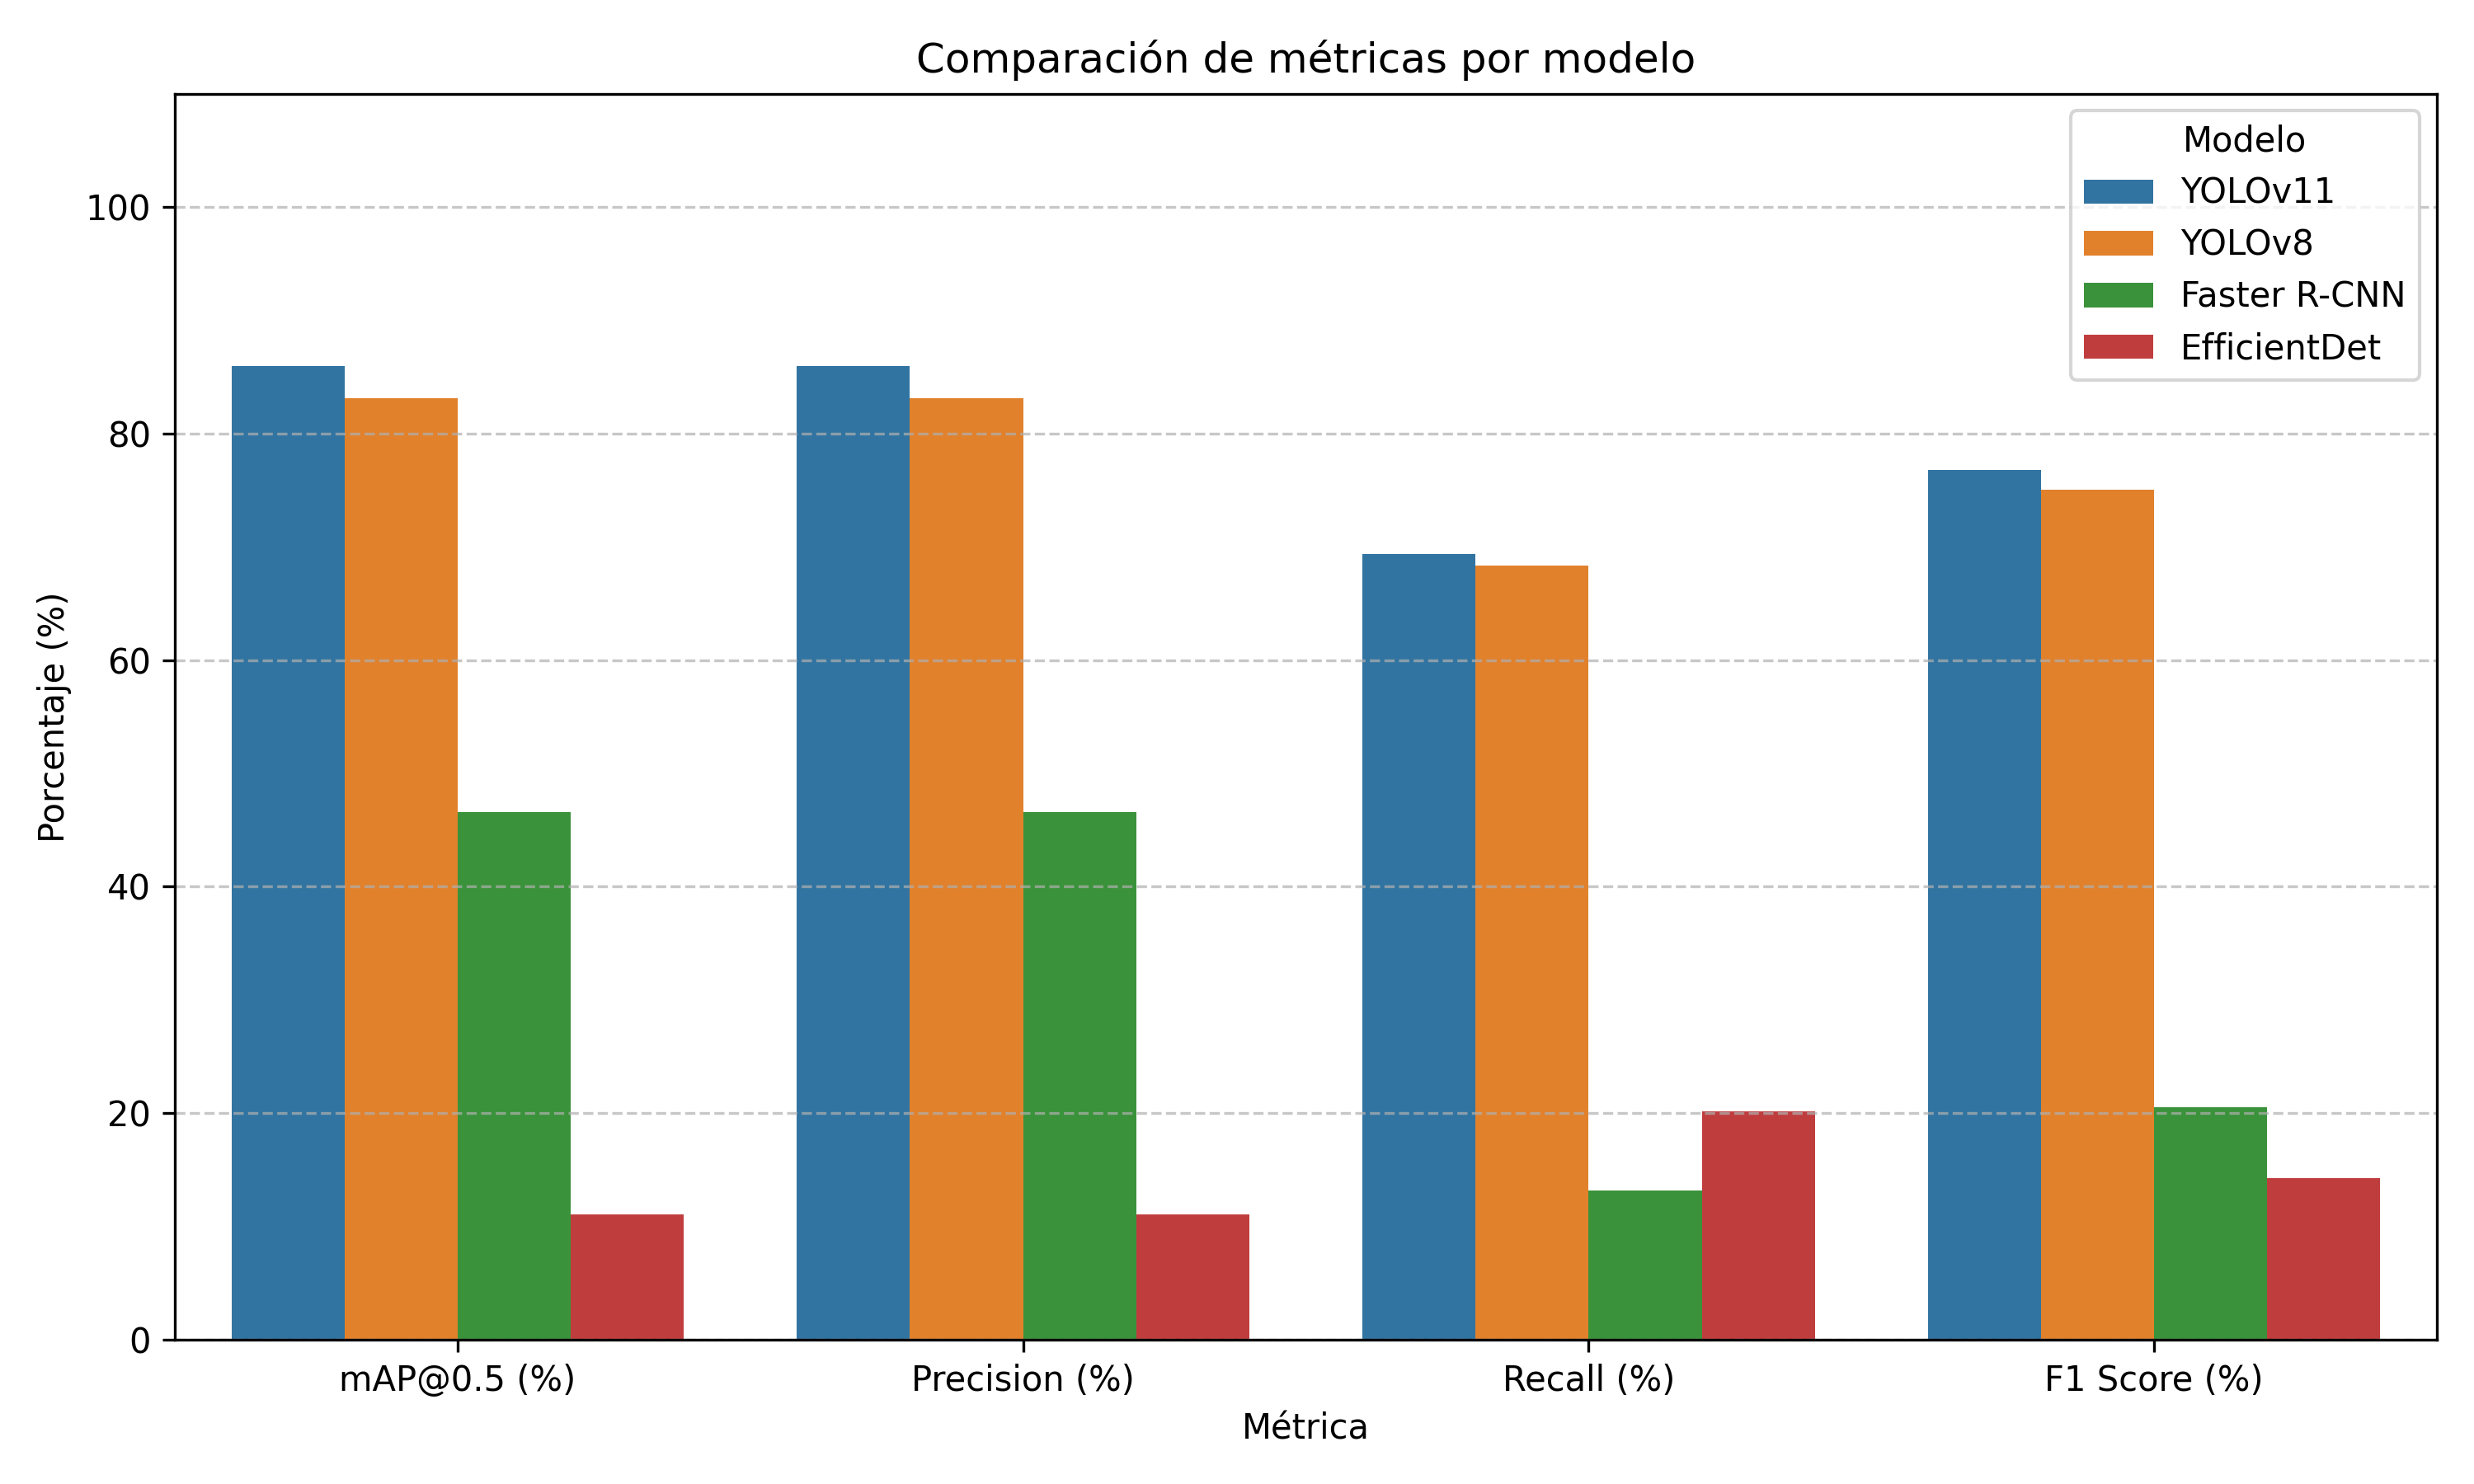 Comparación de métricas por modelo
Modelo
YOLOv11
YOLOv8
Faster R-CNN
EfficientDet
Porcentaje (%)
100
80
60
40
20
0
mAP@0.5 (%)
Precision (%)
Recall (%)
F1 Score (%)
Métrica